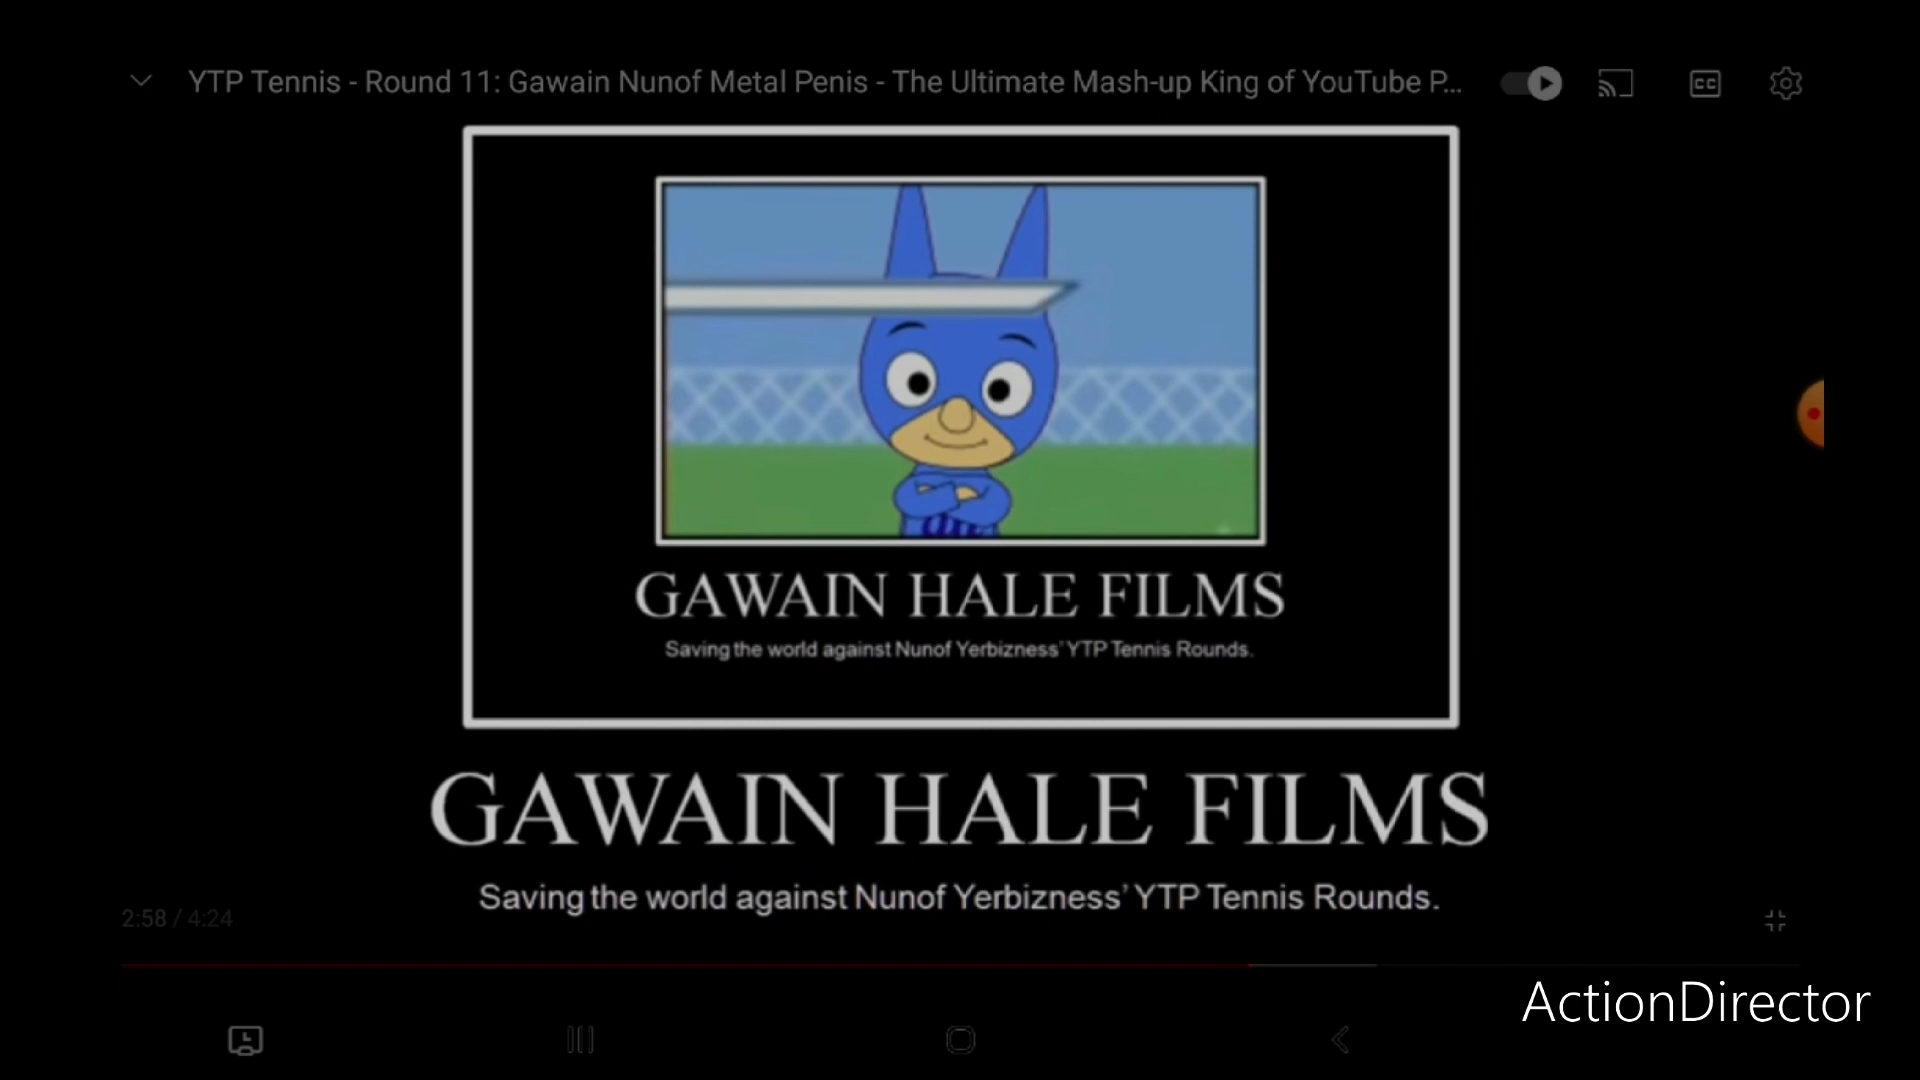 YTP Tennis - Round 11: Gawain Nunof Metal Penis - The Ultimate Mash-up King of YouTube P...
CC
GAWAIN HALE FILMS
Saving the world against Nunof Yerbizness' YTP Tennis Rounds.
GAWAIN HALE FILMS
Saving the world against Nunof Yerbizness' YTP Tennis Rounds.
2:58 / 4:24
ActionDirector